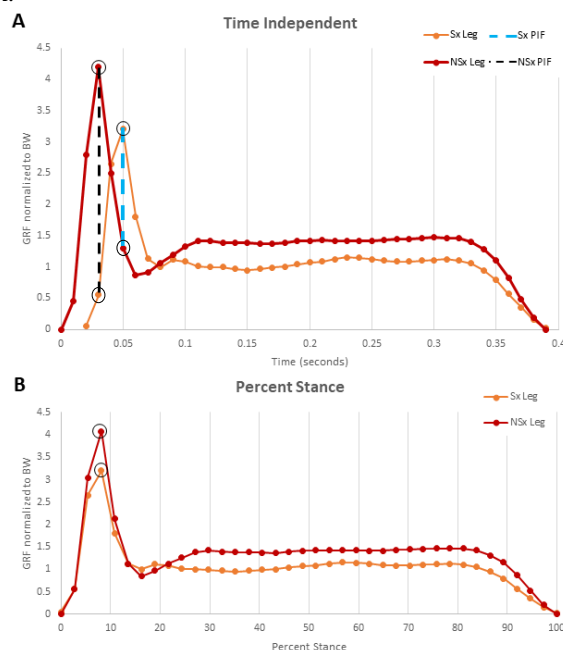 A
Time Independent
Sx Leg
Sx PIF
NSx Leg
NSx PIF
GRF normalized to BW
4.5
4
3.5
3
2.5
2
1.5
1
0.5
0
0 0.05 0.1 0.15 0.2 0.25 0.3 0.35 0.4
Time (seconds)
B
Percent Stance
Sx Leg
NSx Leg
GRF normalized to BW
4.5
4
3.5
3
2.5
2
1.5
1
0.5
0
0 10 20 30 40 50 60 70 80 90 100
Percent Stance